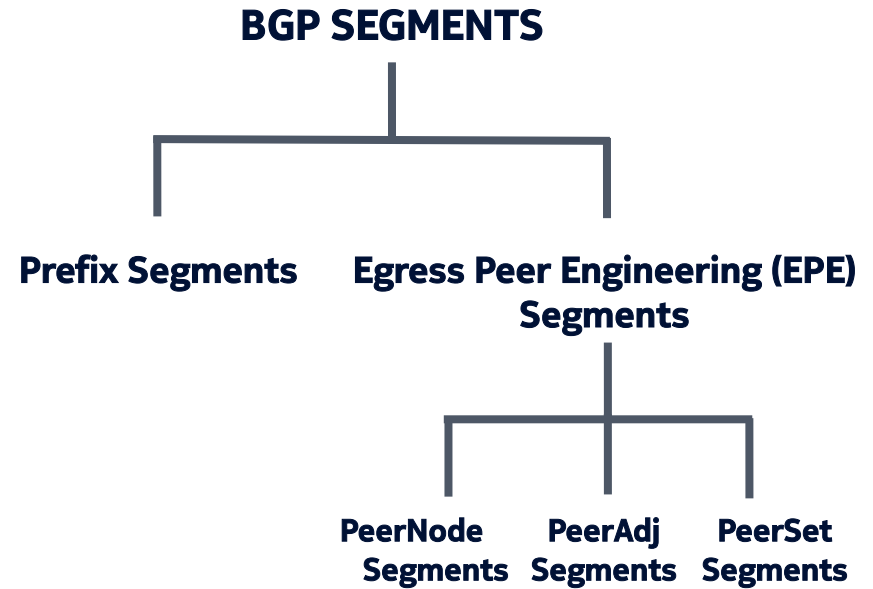 BGP SEGMENTS
Prefix Segments
Egress Peer Engineering (EPE)
Segments
PeerNode
Segments
PeerAdj
Segments
PeerSet
Segments